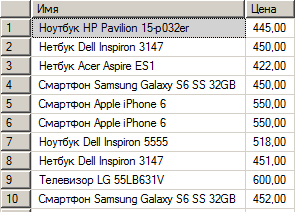 Имя Цена
1 Ноутбук HP Pavilion 15-p032er 445,00
2 Нетбук Dell Inspiron 3147 450,00
3 Нетбук Acer Aspire ES1 422,00
4 Смартфон Samsung Galaxy S6 SS 32GB 450,00
5 Смартфон Apple iPhone 6 550,00
6 Смартфон Apple iPhone 6 550,00
7 Ноутбук Dell Inspiron 5555 518,00
8 Нетбук Dell Inspiron 3147 451,00
9 Телевизор LG 55LB631V 600,00
10 Смартфон Samsung Galaxy S6 SS 32GB 452,00